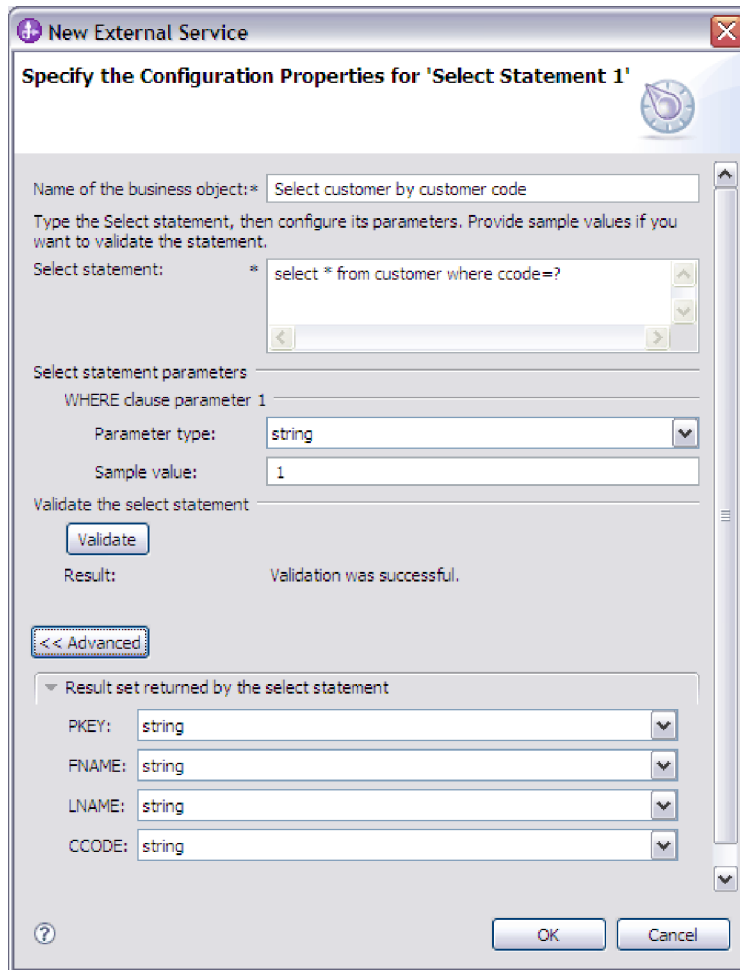 New External Service
Specify the Configuration Properties for 'Select Statement 1'
Name of the business object:* Select customer by customer code
Type the Select statement, then configure its parameters. Provide sample values if you
want to validate the statement.
Select statement: * select * from customer where ccode=?
Select statement parameters
WHERE clause parameter 1
Parameter type: string
Sample value: 1
Validate the select statement
Validate
Result: Validation was successful.
<< Advanced
Result set returned by the select statement
PKEY: string
FNAME: string
LNAME: string
CCODE: string
? OK Cancel